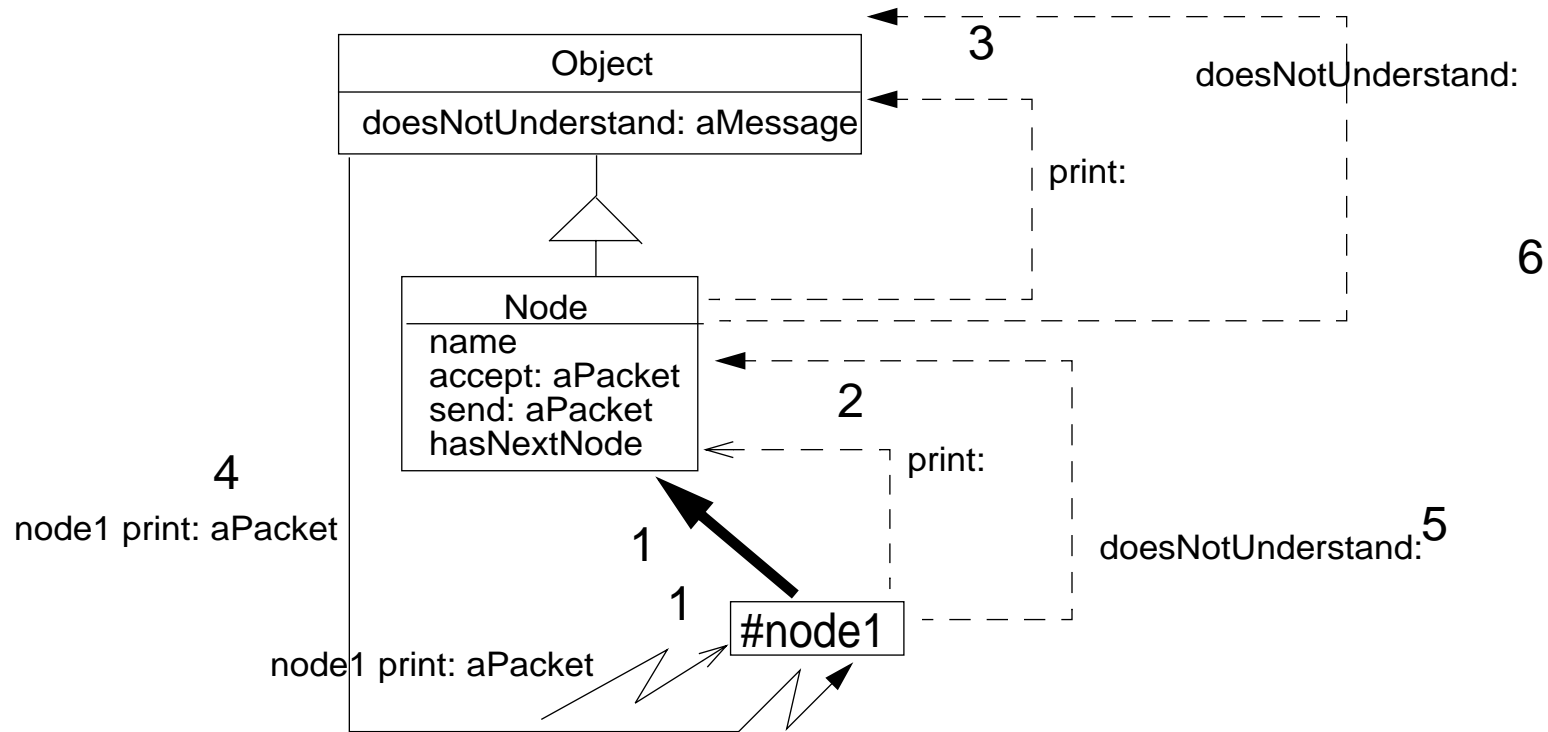 3
Object
doesNotUnderstand:
doesNotUnderstand: aMessage
print:
6
Node
name
accept: aPacket
send: aPacket
hasNextNode
2
print:
4
node1 print: aPacket
1
5
doesNotUnderstand:
1
#node1
node1 print: aPacket